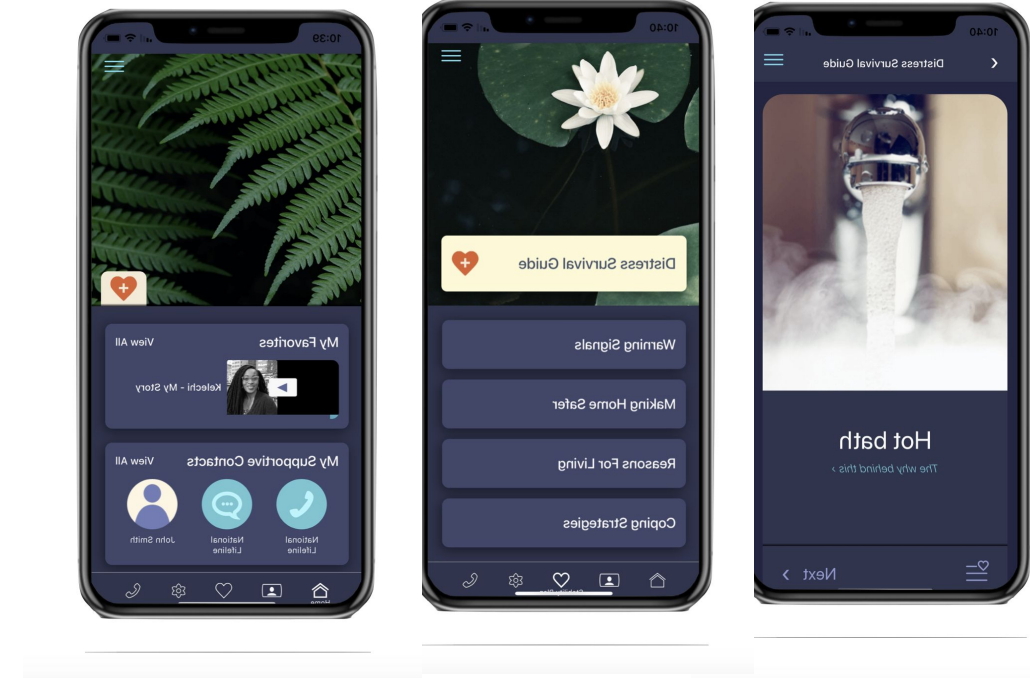 10:39
My Favorites View All
Kelechi - My Story
My Supportive Contacts View All
National Lifeline
National Lifeline
John Smith
Home
10:40
Distress Survival Guide
Warning Signals
Making Home Safer
Reasons For Living
Coping Strategies
Stability Plan
10:40
Distress Survival Guide
Hot bath
The why behind this ›
Next